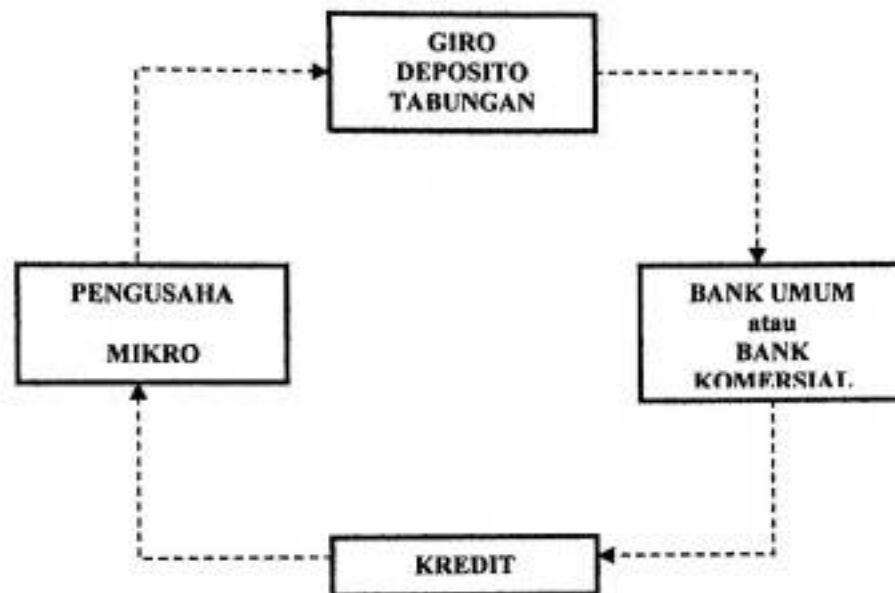 GIRO
DEPOSITO
TABUNGAN
PENGUSAHA
MIKRO
BANK UMUM
atau
BANK
KOMERSIAL
KREDIT